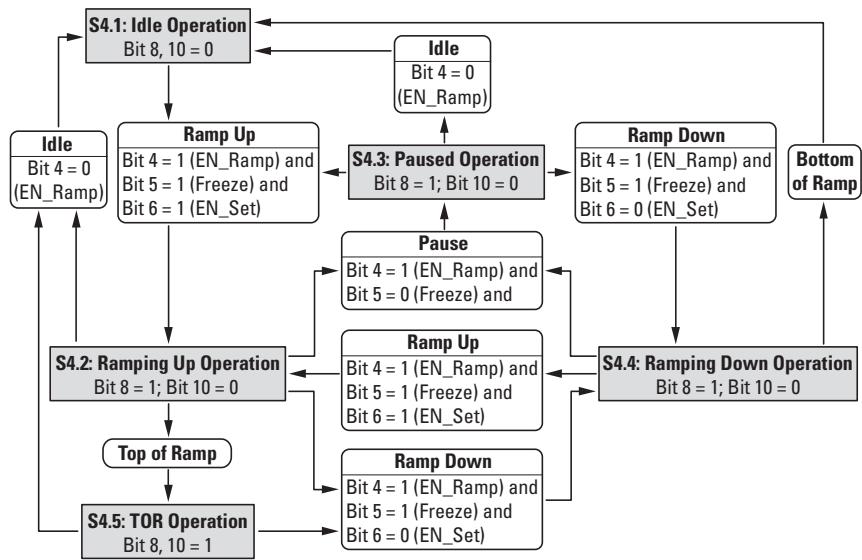 S4.1: Idle Operation
Bit 8, 10 = 0
Idle
Bit 4 = 0
(EN_Ramp)
Idle
Bit 4 = 0
(EN_Ramp)
Ramp Up
Bit 4 = 1 (EN_Ramp) and
Bit 5 = 1 (Freeze) and
Bit 6 = 1 (EN_Set)
S4.3: Paused Operation
Bit 8 = 1; Bit 10 = 0
Ramp Down
Bit 4 = 1 (EN_Ramp) and
Bit 5 = 1 (Freeze) and
Bit 6 = 0 (EN_Set)
Bottom
of Ramp
Pause
Bit 4 = 1 (EN_Ramp) and
Bit 5 = 0 (Freeze) and
S4.2: Ramping Up Operation
Bit 8 = 1; Bit 10 = 0
Ramp Up
Bit 4 = 1 (EN_Ramp) and
Bit 5 = 1 (Freeze) and
Bit 6 = 1 (EN_Set)
S4.4: Ramping Down Operation
Bit 8 = 1; Bit 10 = 0
Top of Ramp
Ramp Down
Bit 4 = 1 (EN_Ramp) and
Bit 5 = 1 (Freeze) and
Bit 6 = 0 (EN_Set)
S4.5: TOR Operation
Bit 8, 10 = 1